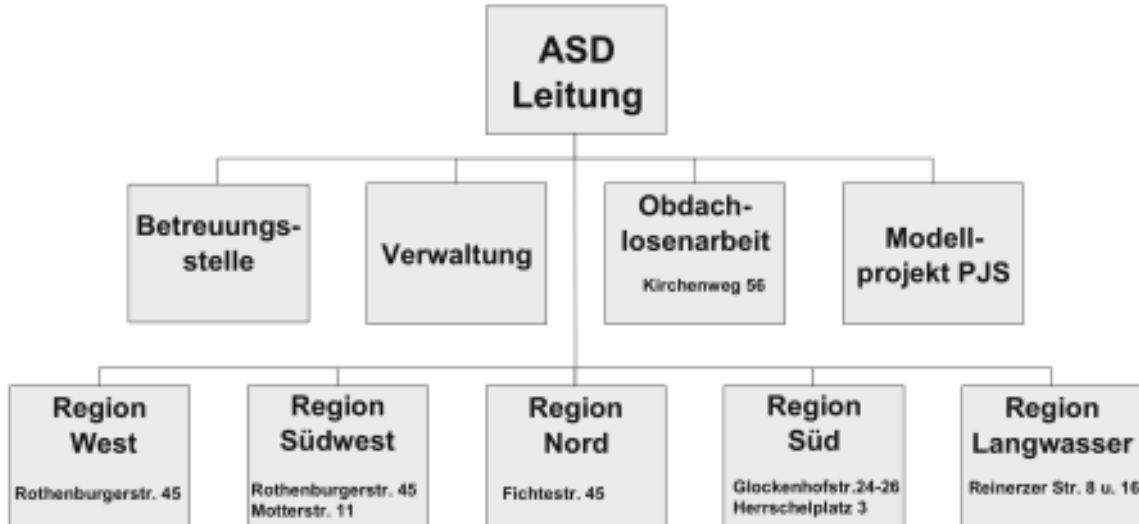 ASD
Leitung
Betreuungs-
stelle
Verwaltung
Obdach-
losenarbeit
Kirchenweg 56
Modell-
projekt PJS
Region
West
Rothenburgerstr. 45
Region
Südwest
Rothenburgerstr. 45
Motterstr. 11
Region
Nord
Fichtestr. 45
Region
Süd
Glockenhofstr.24-26
Herrschelplatz 3
Region
Langwasser
Reinerzer Str. 8 u. 16